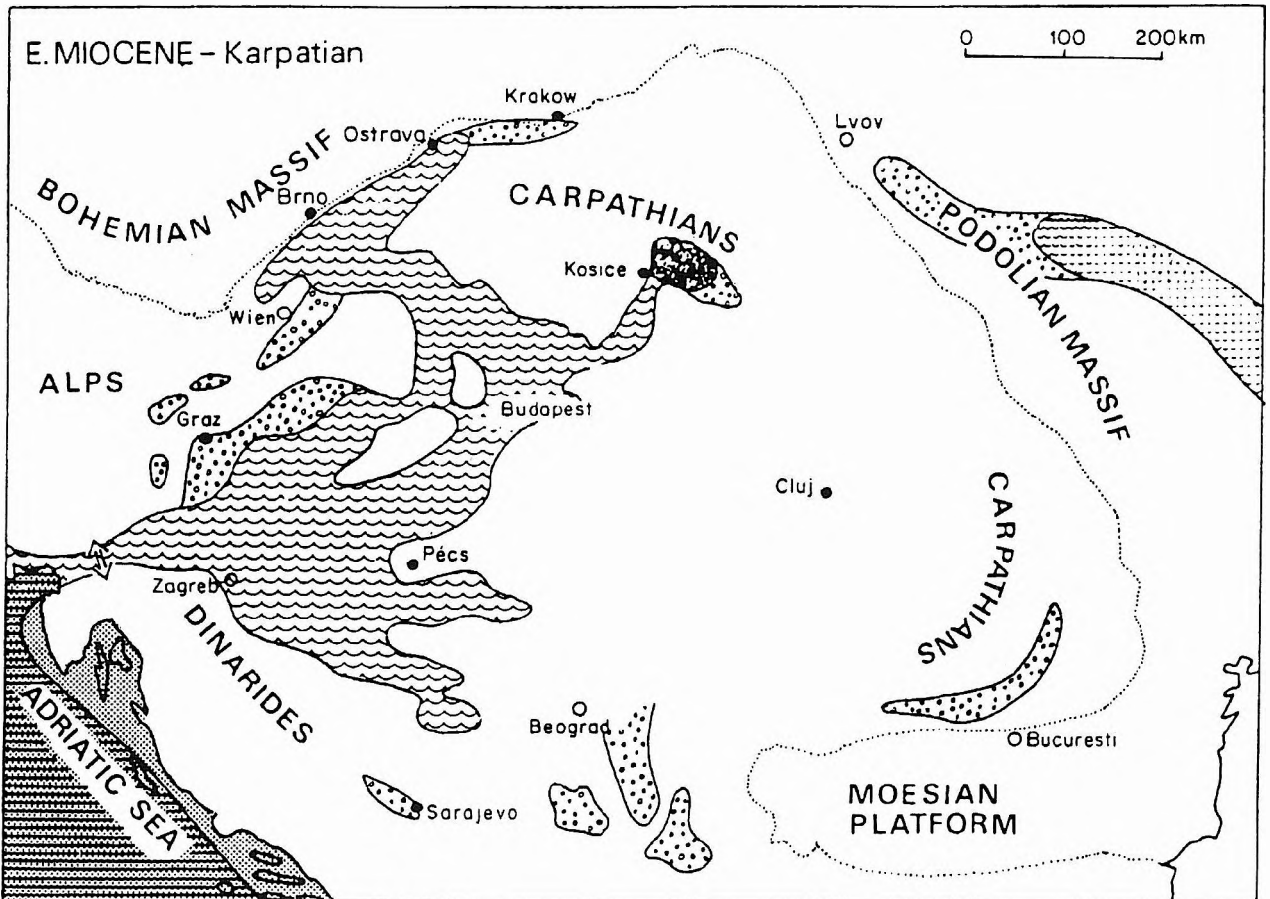 E. MIOCENE – Karpatian
0 100 200km
Krakow
Ostrava
Lvov
BOHEMIAN MASSIF
Brno
CARPATHIANS
PODOLIAN MASSIF
Kosice
Wien
ALPS
Budapest
Graz
Cluj
CARPATHIANS
Pécs
Zagreb
DINARIDES
ADRIATIC SEA
Beograd
Bucuresti
Sarajevo
MOESIAN
PLATFORM